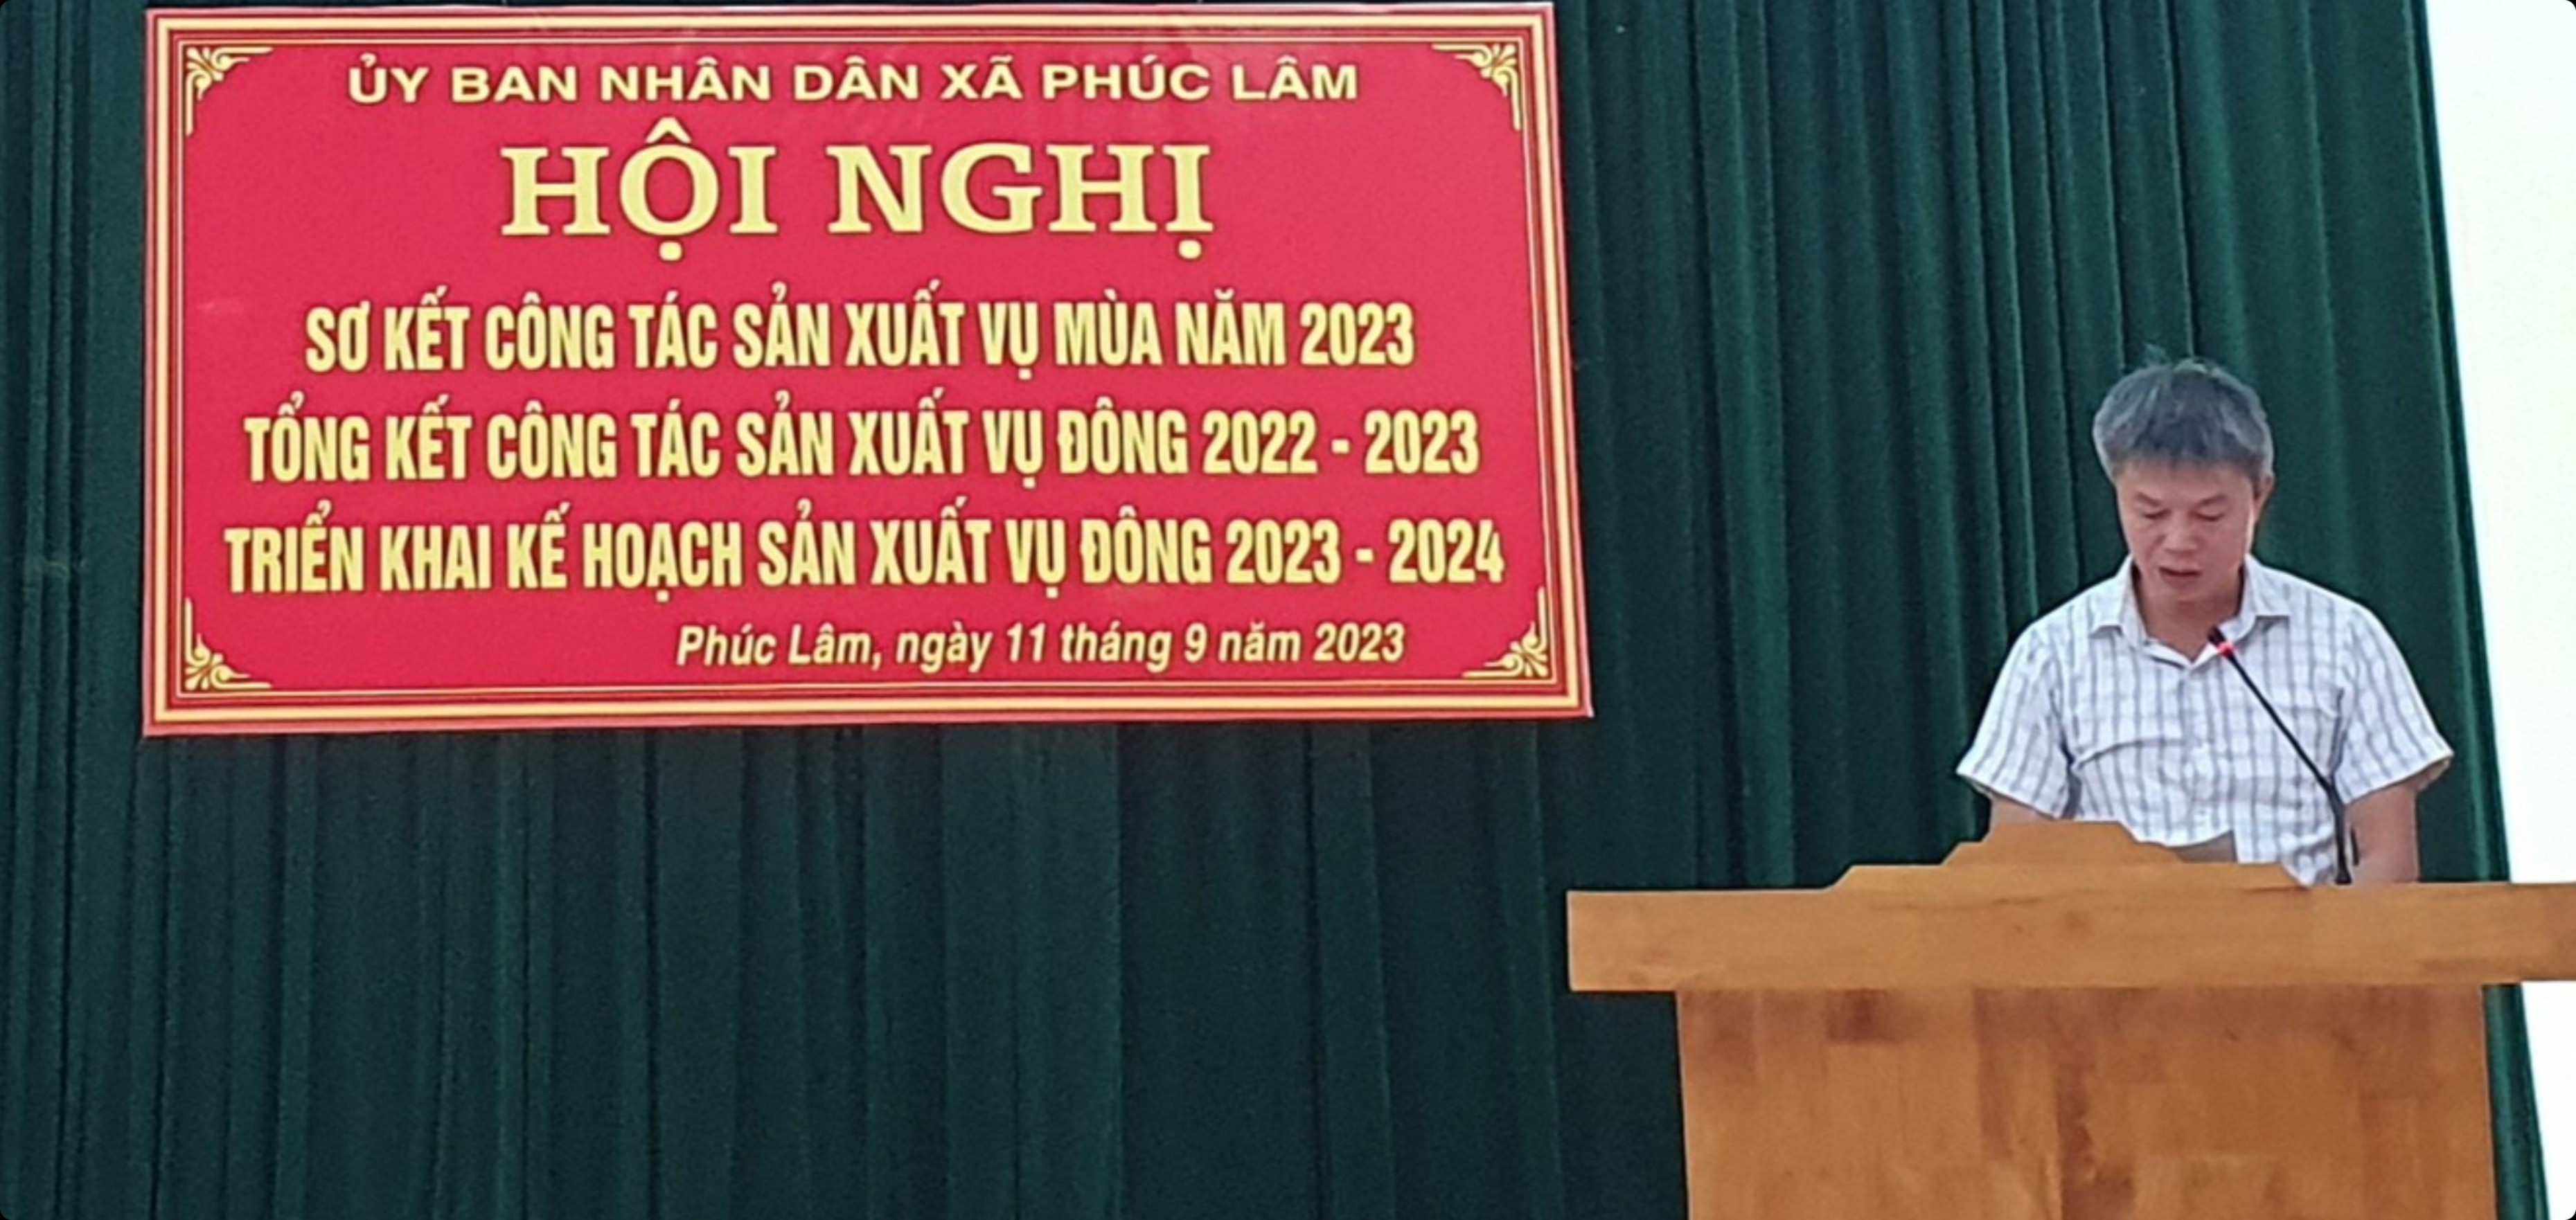 ỦY BAN NHÂN DÂN XÃ PHÚC LÂM
HỘI NGHỊ
SƠ KẾT CÔNG TÁC SẢN XUẤT VỤ MÙA NĂM 2023
TỔNG KẾT CÔNG TÁC SẢN XUẤT VỤ ĐÔNG 2022 - 2023
TRIỂN KHAI KẾ HOẠCH SẢN XUẤT VỤ ĐÔNG 2023 - 2024
Phúc Lâm, ngày 11 tháng 9 năm 2023